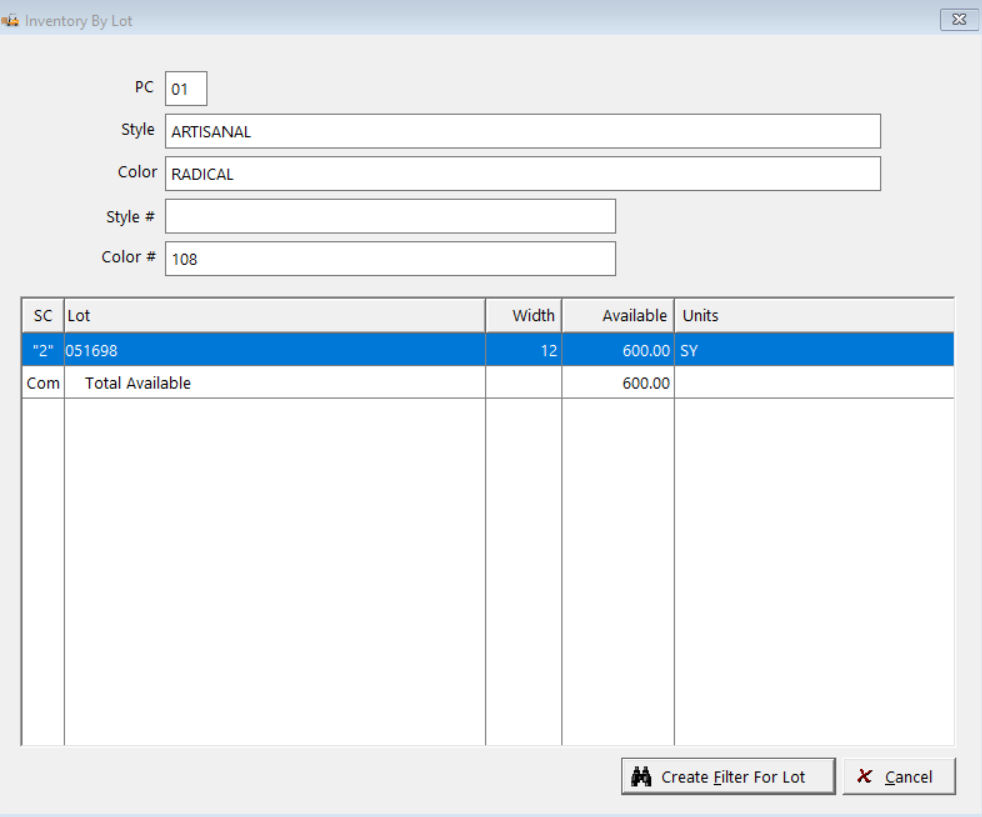 Inventory By Lot
PC 01
Style ARTISANAL
Color RADICAL
Style #
Color # 108
SC Lot Width Available Units
"2" 051698 12 600.00 SY
Com Total Available 600.00
Create Filter For Lot Cancel